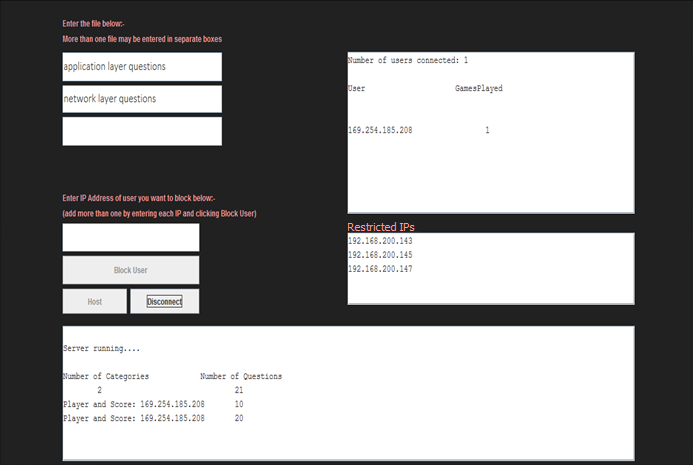 Enter the file below:-
More than one file may be entered in separate boxes
application layer questions
network layer questions
Number of users connected: 1
User GamesPlayed
169.254.185.208 1
Enter IP Address of user you want to block below:-
(add more than one by entering each IP and clicking Block User)
Block User
Host Disconnect
Restricted IPs
192.168.200.143
192.168.200.145
192.168.200.147
Server running....
Number of Categories Number of Questions
2 21
Player and Score: 169.254.185.208 10
Player and Score: 169.254.185.208 20